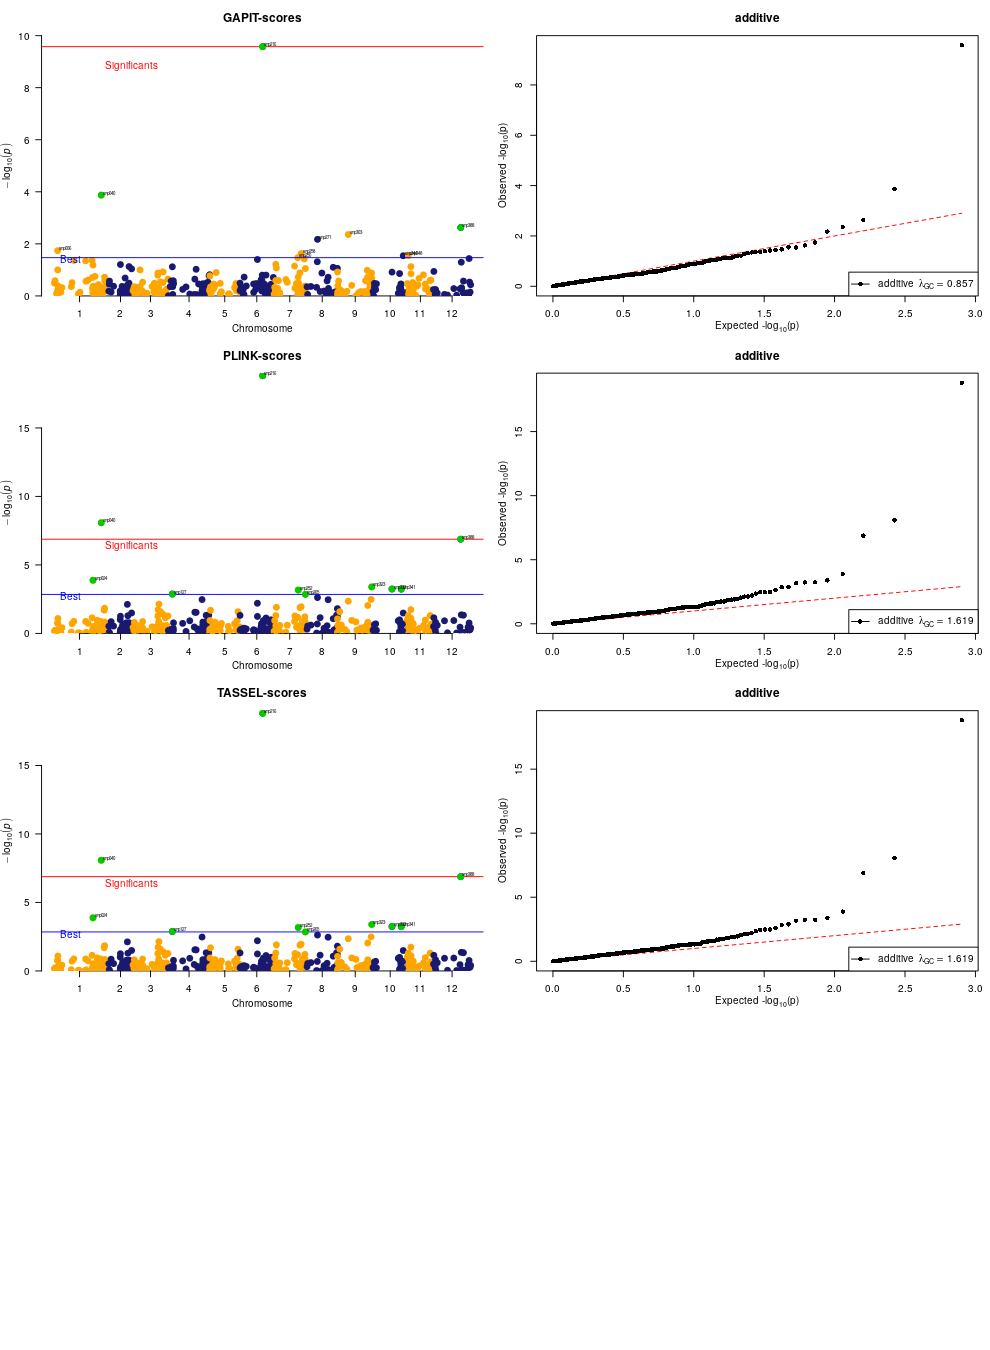 GAPIT-scores
− log10(p)
10
8
6
4
2
0
Significants
Best
1 2 3 4 5 6 7 8 9 10 11 12
Chromosome
additive
Observed -log10(p)
8
6
4
2
0
additive λGC = 0.857
0.0 0.5 1.0 1.5 2.0 2.5 3.0
Expected -log10(p)
PLINK-scores
− log10(p)
15
10
5
0
Significants
Best
1 2 3 4 5 6 7 8 9 10 11 12
Chromosome
additive
Observed -log10(p)
15
10
5
0
additive λGC = 1.619
0.0 0.5 1.0 1.5 2.0 2.5 3.0
Expected -log10(p)
TASSEL-scores
− log10(p)
15
10
5
0
Significants
Best
1 2 3 4 5 6 7 8 9 10 11 12
Chromosome
additive
Observed -log10(p)
15
10
5
0
additive λGC = 1.619
0.0 0.5 1.0 1.5 2.0 2.5 3.0
Expected -log10(p)